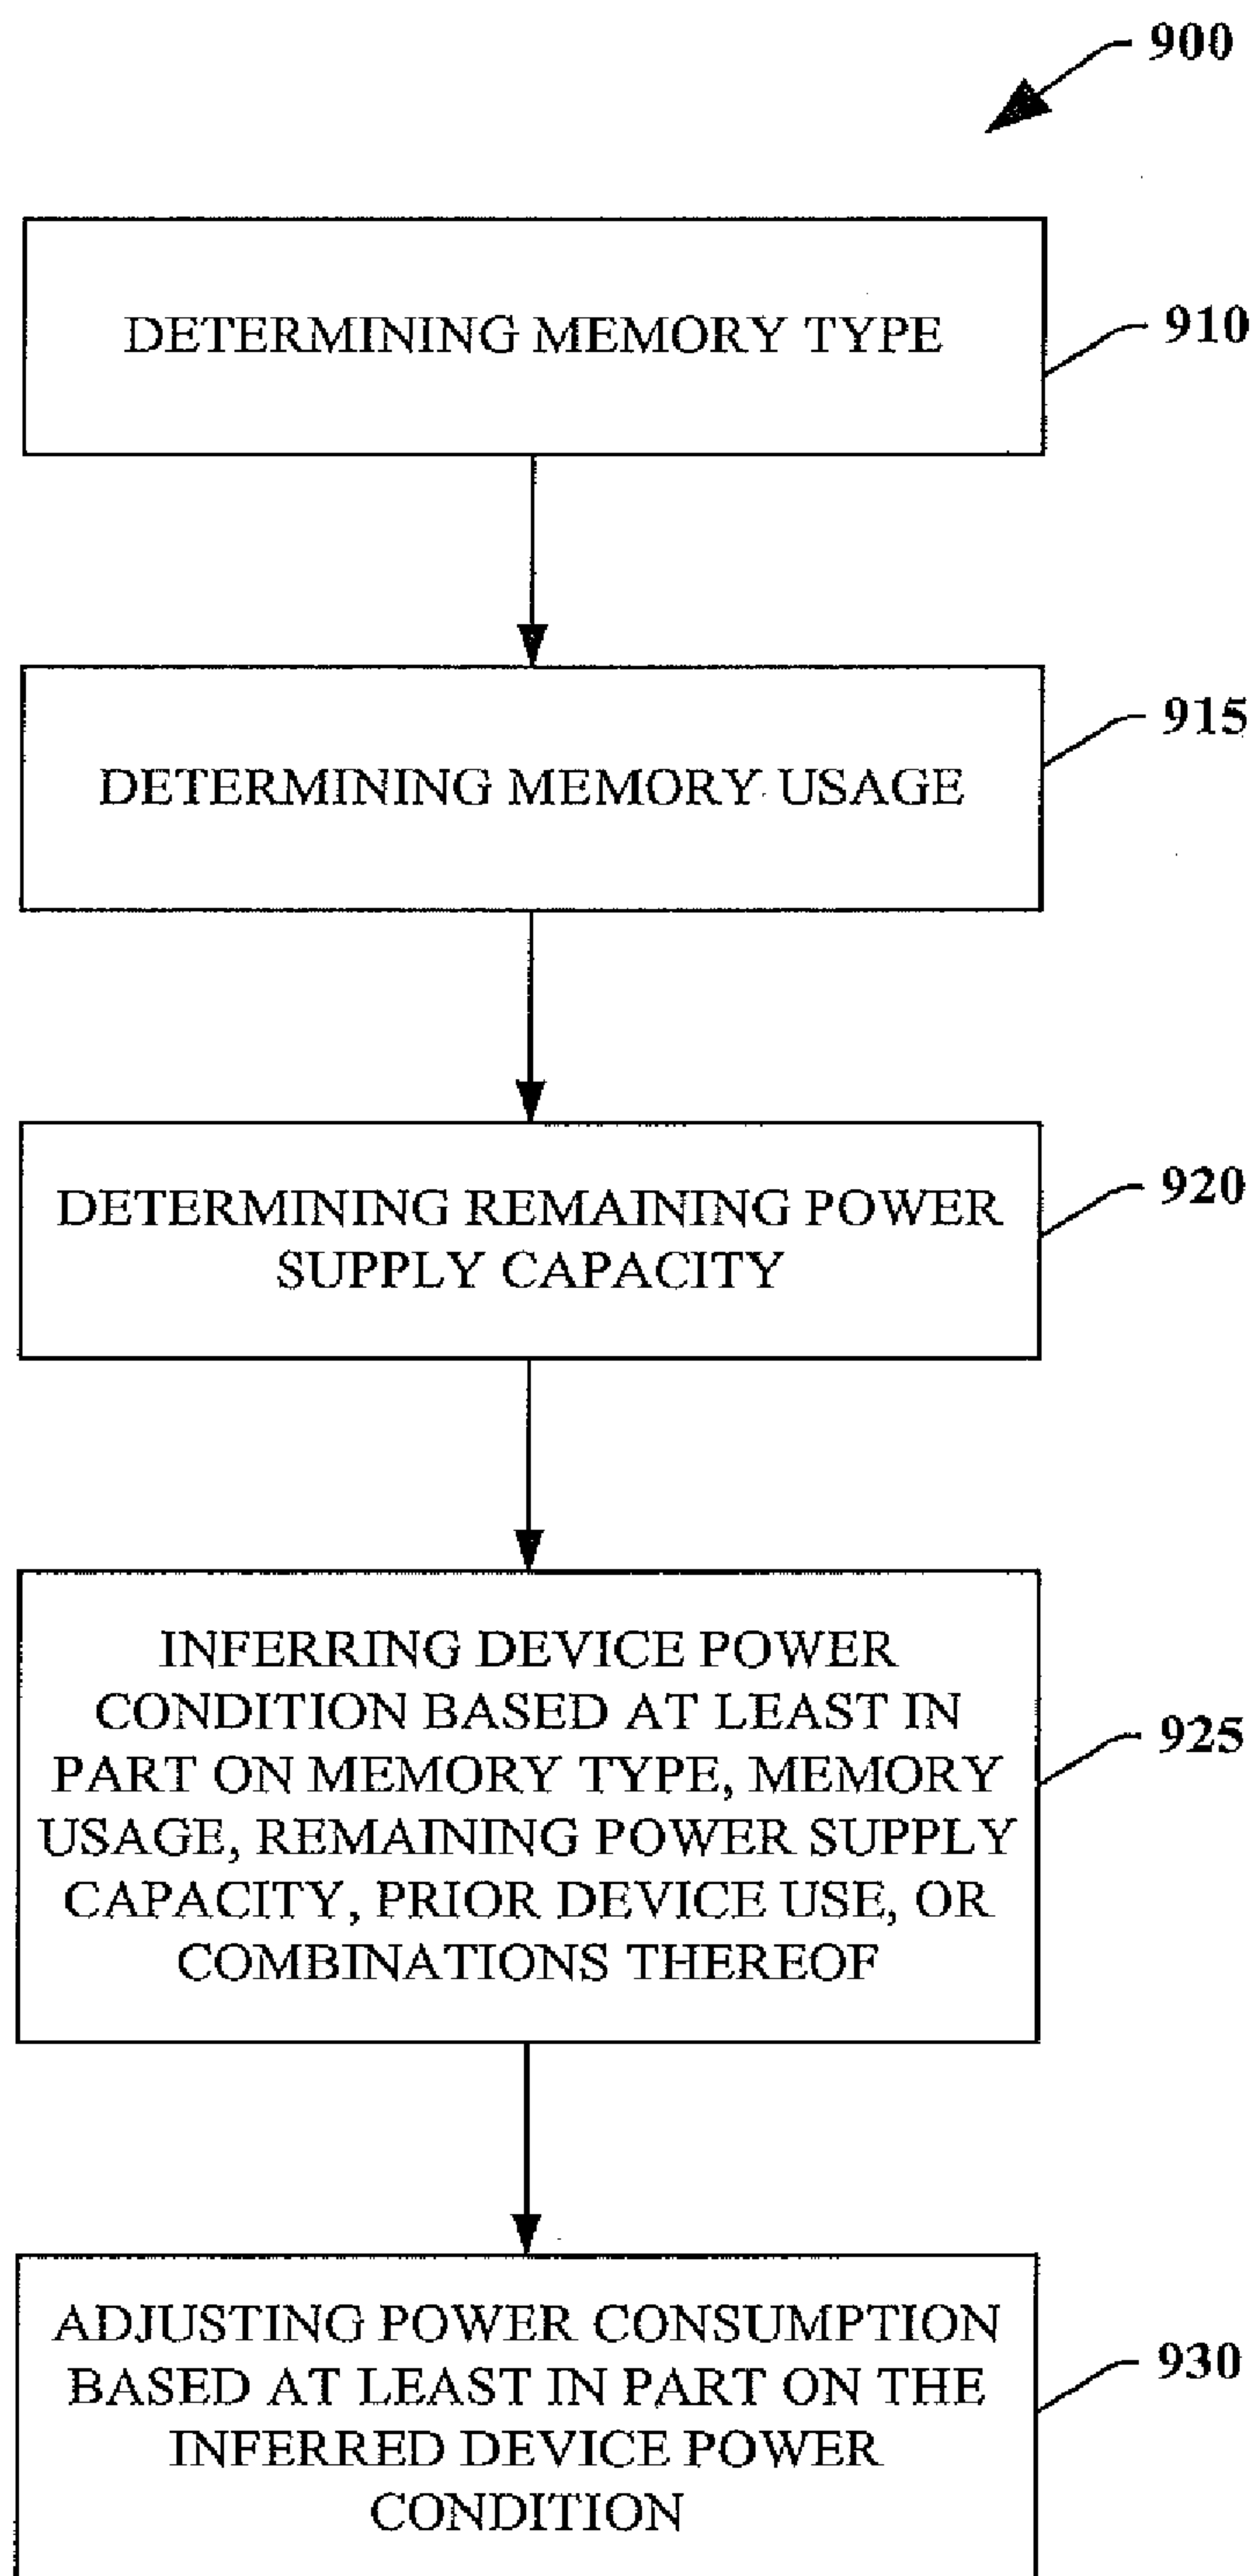 900
DETERMINING MEMORY TYPE
910
DETERMINING MEMORY USAGE
915
DETERMINING REMAINING POWER
SUPPLY CAPACITY
920
INFERRING DEVICE POWER
CONDITION BASED AT LEAST IN
PART ON MEMORY TYPE, MEMORY
USAGE, REMAINING POWER SUPPLY
CAPACITY, PRIOR DEVICE USE, OR
COMBINATIONS THEREOF
925
ADJUSTING POWER CONSUMPTION
BASED AT LEAST IN PART ON THE
INFERRED DEVICE POWER
CONDITION
930